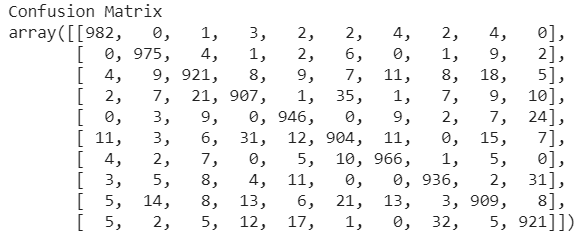 Confusion Matrix
array([[982, 0, 1, 3, 2, 2, 4, 2, 4, 0],
[ 0, 975, 4, 1, 2, 6, 0, 1, 9, 2],
[ 4, 9, 921, 8, 9, 7, 11, 8, 18, 5],
[ 2, 7, 21, 907, 1, 35, 1, 7, 9, 10],
[ 0, 3, 9, 0, 946, 0, 9, 2, 7, 24],
[ 11, 3, 6, 31, 12, 904, 11, 0, 15, 7],
[ 4, 2, 7, 0, 5, 10, 966, 1, 5, 0],
[ 3, 5, 8, 4, 11, 0, 0, 936, 2, 31],
[ 5, 14, 8, 13, 6, 21, 13, 3, 909, 8],
[ 5, 2, 5, 12, 17, 1, 0, 32, 5, 921]])